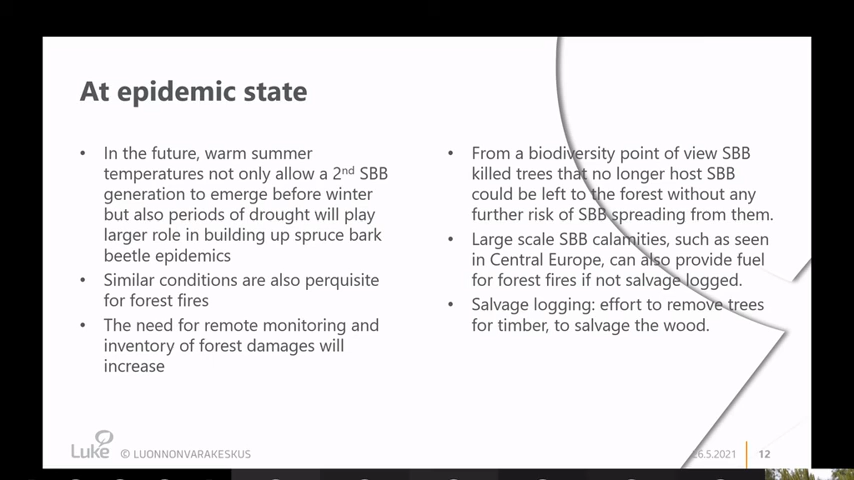 At epidemic state
• In the future, warm summer
temperatures not only allow a 2nd SBB
generation to emerge before winter
but also periods of drought will play
larger role in building up spruce bark
beetle epidemics
• Similar conditions are also perquisite
for forest fires
• The need for remote monitoring and
inventory of forest damages will
increase
• From a biodiversity point of view SBB
killed trees that no longer host SBB
could be left to the forest without any
further risk of SBB spreading from them.
• Large scale SBB calamities, such as seen
in Central Europe, can also provide fuel
for forest fires if not salvage logged.
• Salvage logging: effort to remove trees
for timber, to salvage the wood.
Luke © LUONNONVARAKESKUS
26.5.2021 12